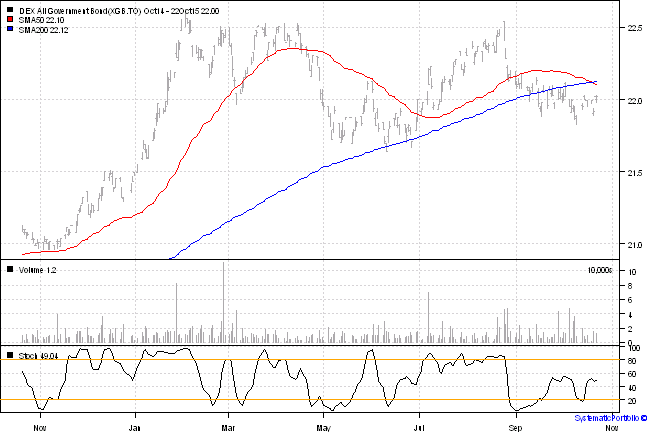 DEX All Government Bond(XGB.TO) Oct14 - 22Oct15 22.00
SMA50 22.10
SMA200 22.12
22.5
22.0
21.5
21.0
Volume 1.2
10,000s
10
8
6
4
2
0
Stoch 49.04
100
80
60
40
20
Nov
Jan
Mar
May
Jul
Sep
Nov
SystematicPortfolio ©